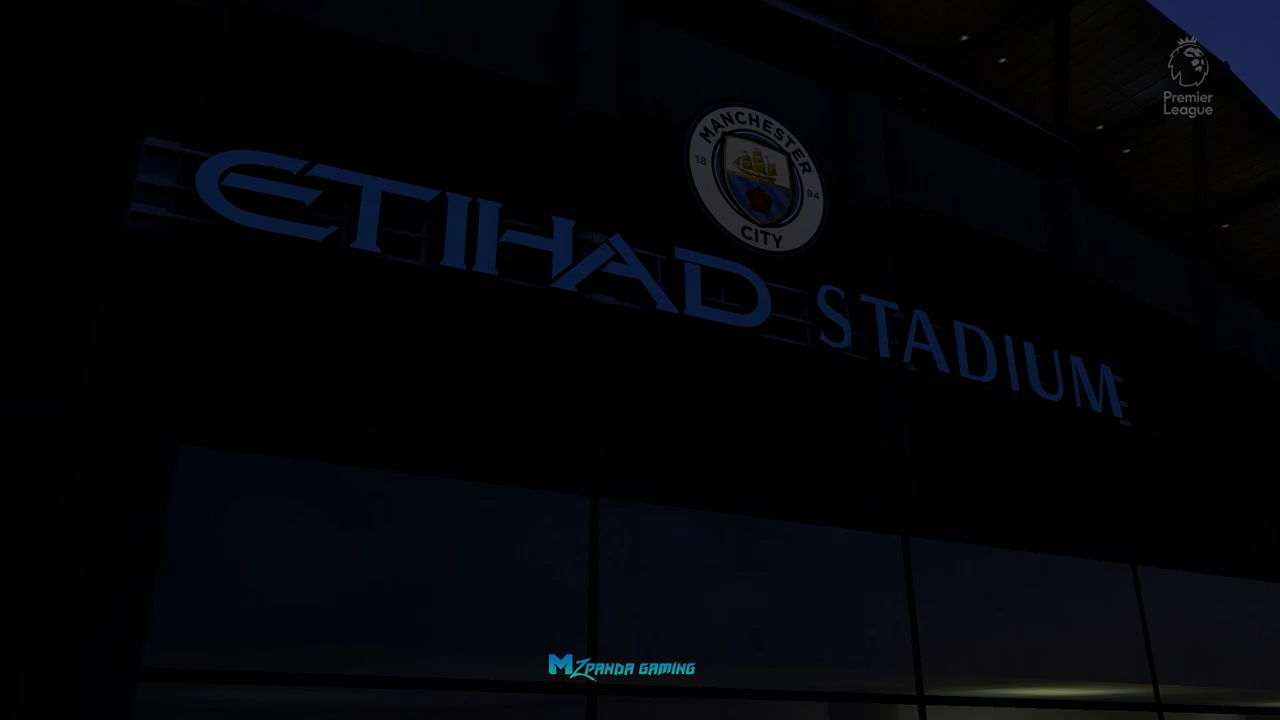 Premier
League
MANCHESTER
18 94
CITY
ETIHAD STADIUM
MZPANDA GAMING